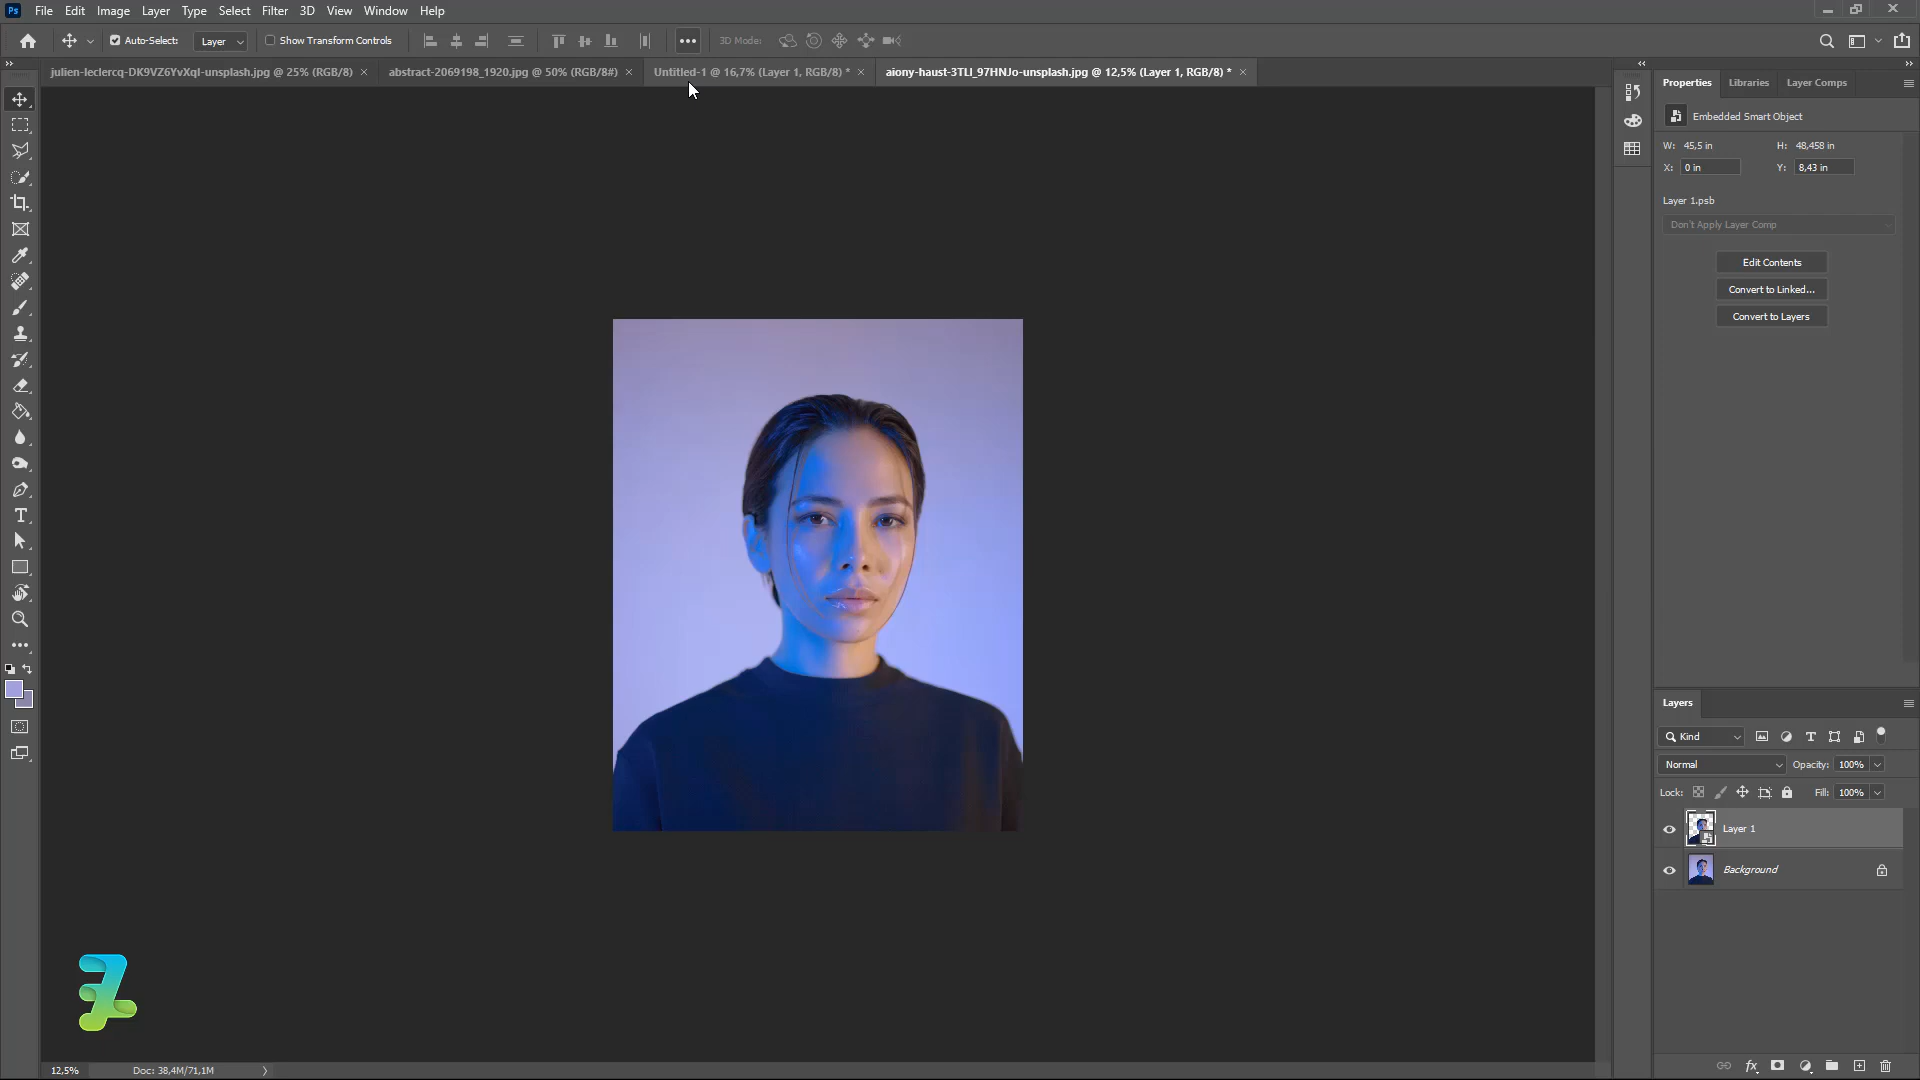 Ps File Edit Image Layer Type Select Filter 3D View Window Help
Auto-Select: Layer Show Transform Controls 3D Mode:
julien-leclercq-DK9VZ6YvXqI-unsplash.jpg @ 25% (RGB/8) × abstract-2069198_1920.jpg @ 50% (RGB/8#) × Untitled-1 @ 16,7% (Layer 1, RGB/8) * × aiony-haust-3TLl_97HNJo-unsplash.jpg @ 12,5% (Layer 1, RGB/8) * ×
Properties Libraries Layer Comps
Embedded Smart Object
W: 45,5 in H: 48,458 in
X: 0 in Y: 8,43 in
Layer 1.psb
Don't Apply Layer Comp
Edit Contents
Convert to Linked...
Convert to Layers
Layers
Kind
Normal Opacity: 100%
Lock: Fill: 100%
Layer 1
Background
12,5% Doc: 38,4M/71,1M